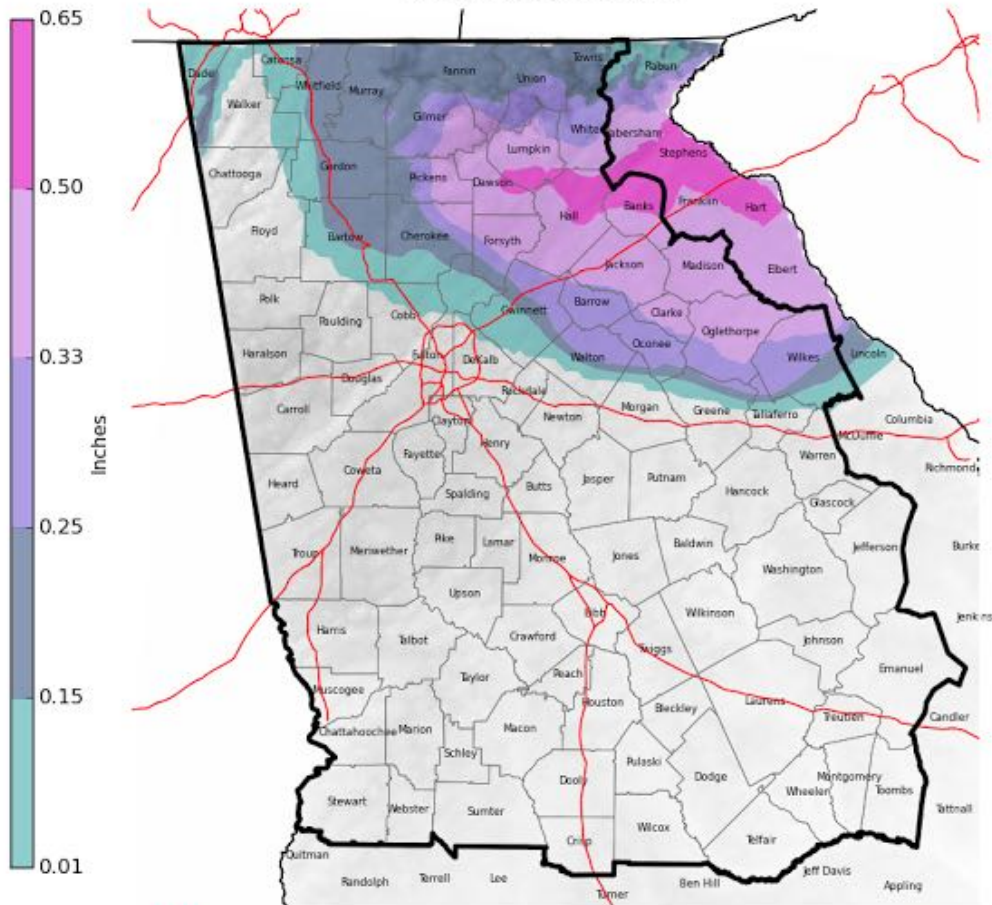 0.65
0.50
0.33
0.25
0.15
0.01
Inches
Dade
Catoosa
Whitfield
Murray
Fannin
Union
Towns
Rabun
Walker
Gilmer
White
Habersham
Stephens
Chattooga
Gordon
Pickens
Dawson
Lumpkin
Hall
Banks
Franklin
Hart
Floyd
Bartow
Cherokee
Forsyth
Jackson
Madison
Elbert
Polk
Paulding
Cobb
Gwinnett
Barrow
Clarke
Oglethorpe
Haralson
Fulton
DeKalb
Walton
Oconee
Wilkes
Lincoln
Douglas
Rockdale
Carroll
Clayton
Newton
Morgan
Greene
Taliaferro
Columbia
McDuffie
Fayette
Henry
Warren
Richmond
Coweta
Heard
Spalding
Butts
Jasper
Putnam
Hancock
Glascock
Troup
Meriwether
Pike
Lamar
Monroe
Jones
Baldwin
Washington
Jefferson
Burke
Upson
Bibb
Wilkinson
Jenkins
Harris
Talbot
Crawford
Twiggs
Johnson
Emanuel
Muscogee
Taylor
Peach
Houston
Bleckley
Laurens
Treutlen
Candler
Chattahoochee
Marion
Macon
Schley
Dooly
Pulaski
Dodge
Wheeler
Montgomery
Toombs
Tattnall
Stewart
Webster
Sumter
Crisp
Wilcox
Telfair
Quitman
Randolph
Terrell
Lee
Turner
Ben Hill
Jeff Davis
Appling